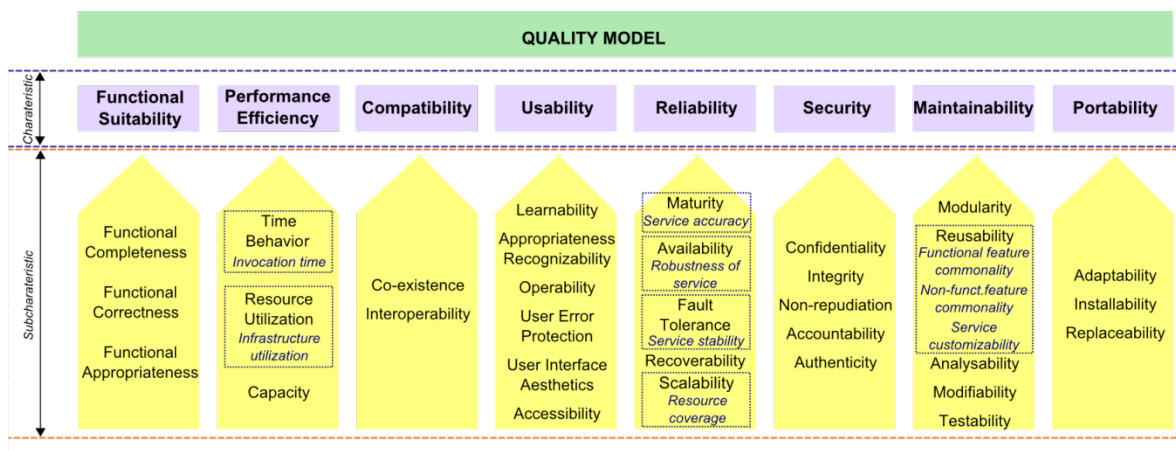 QUALITY MODEL
Charateristic
Functional
Suitability
Performance
Efficiency
Compatibility
Usability
Reliability
Security
Maintainability
Portability
Subcharateristic
Functional
Completeness
Functional
Correctness
Functional
Appropriateness
Time
Behavior
Invocation time
Resource
Utilization
Infrastructure
utilization
Capacity
Co-existence
Interoperability
Learnability
Appropriateness
Recognizability
Operability
User Error
Protection
User Interface
Aesthetics
Accessibility
Maturity
Service accuracy
Availability
Robustness of
service
Fault
Tolerance
Service stability
Recoverability
Scalability
Resource
coverage
Confidentiality
Integrity
Non-repudiation
Accountability
Authenticity
Modularity
Reusability
Functional feature
commonality
Non-funct.feature
commonality
Service
customizability
Analysability
Modifiability
Testability
Adaptability
Installability
Replaceability